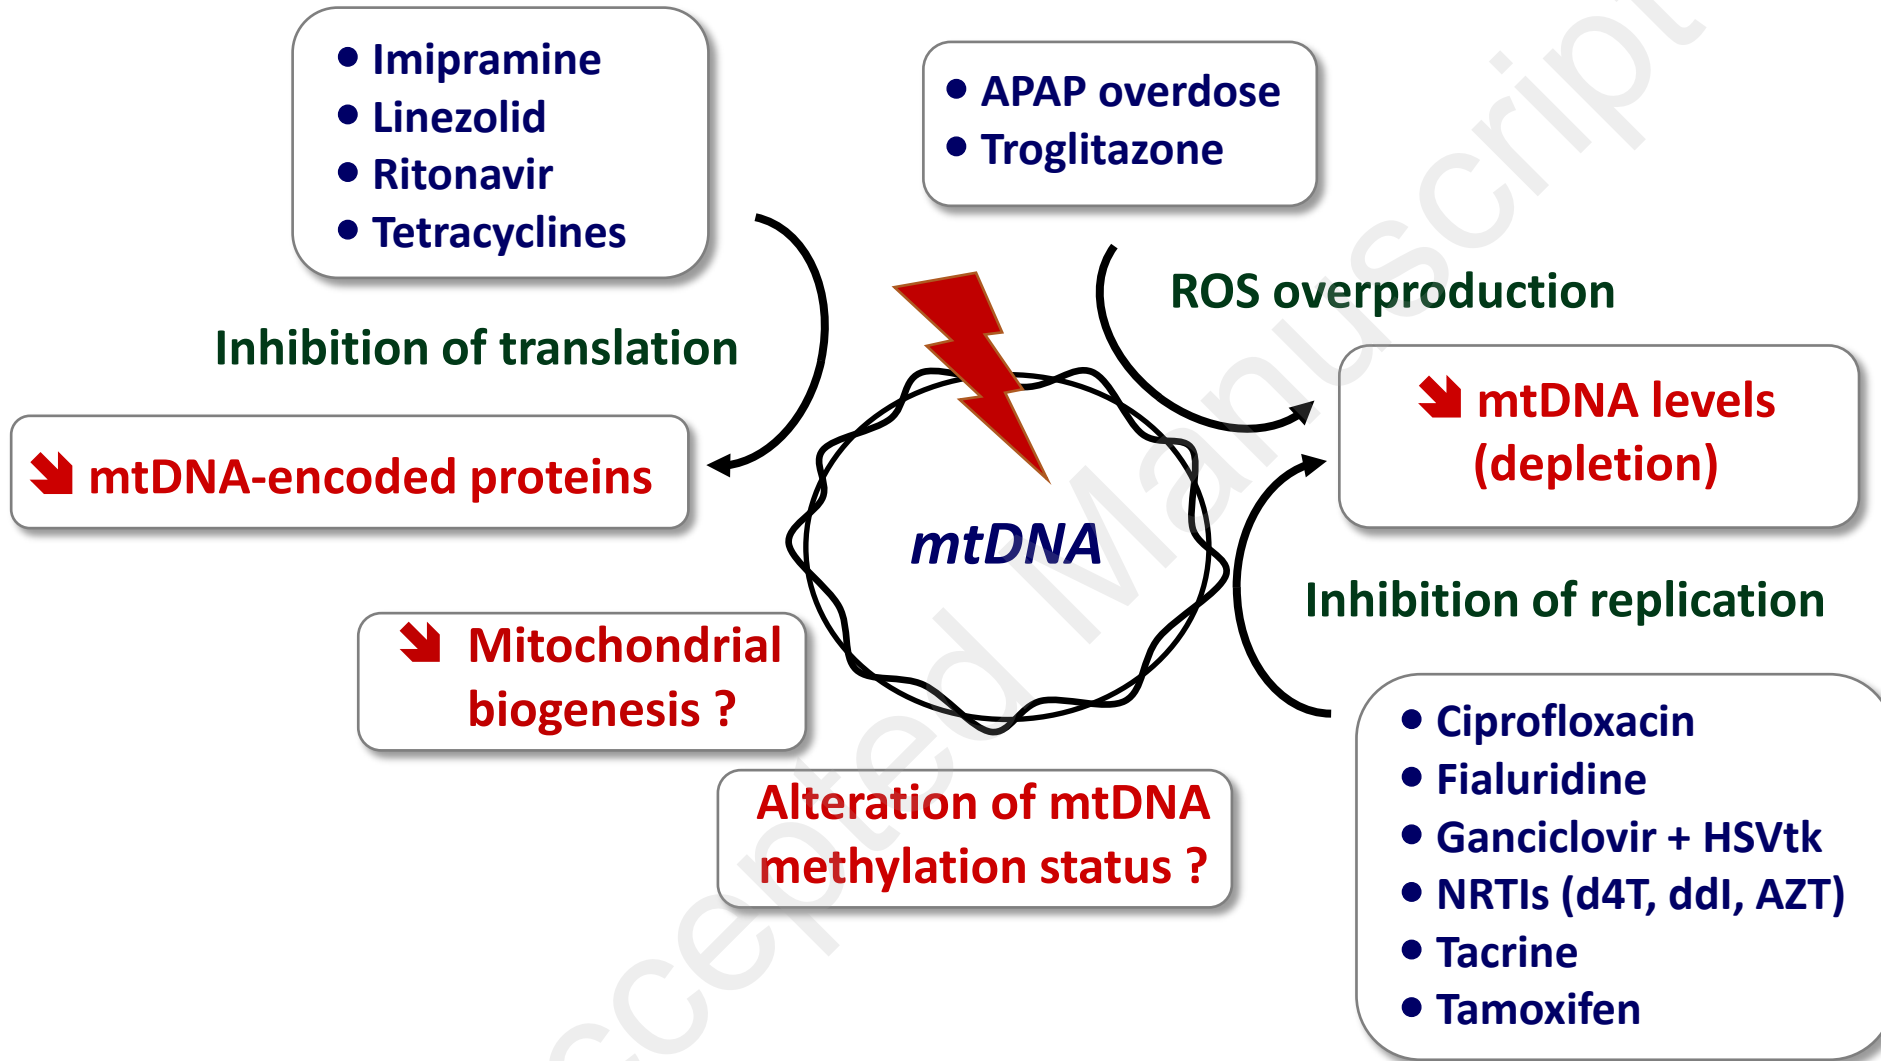 • Imipramine
• Linezolid
• Ritonavir
• Tetracyclines
• APAP overdose
• Troglitazone
ROS overproduction
Inhibition of translation
mtDNA levels
(depletion)
mtDNA-encoded proteins
mtDNA
Inhibition of replication
Mitochondrial
biogenesis ?
Alteration of mtDNA
methylation status ?
• Ciprofloxacin
• Fialuridine
• Ganciclovir + HSVtk
• NRTIs (d4T, ddI, AZT)
• Tacrine
• Tamoxifen
ccepted Manuscript